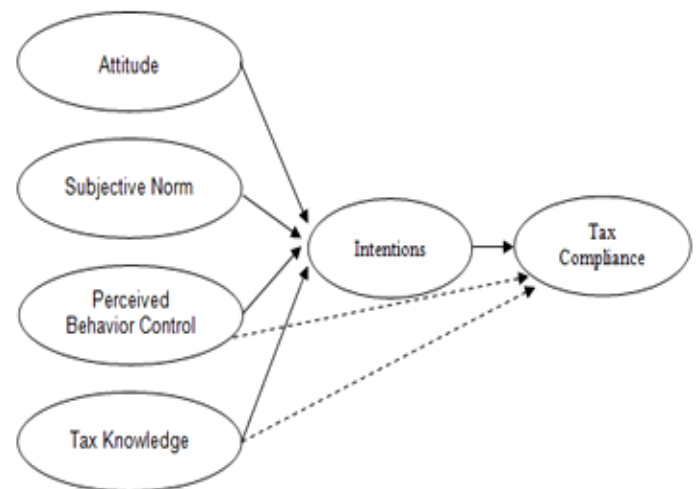 Attitude
Subjective Norm
Perceived
Behavior Control
Tax Knowledge
Intentions
Tax
Compliance